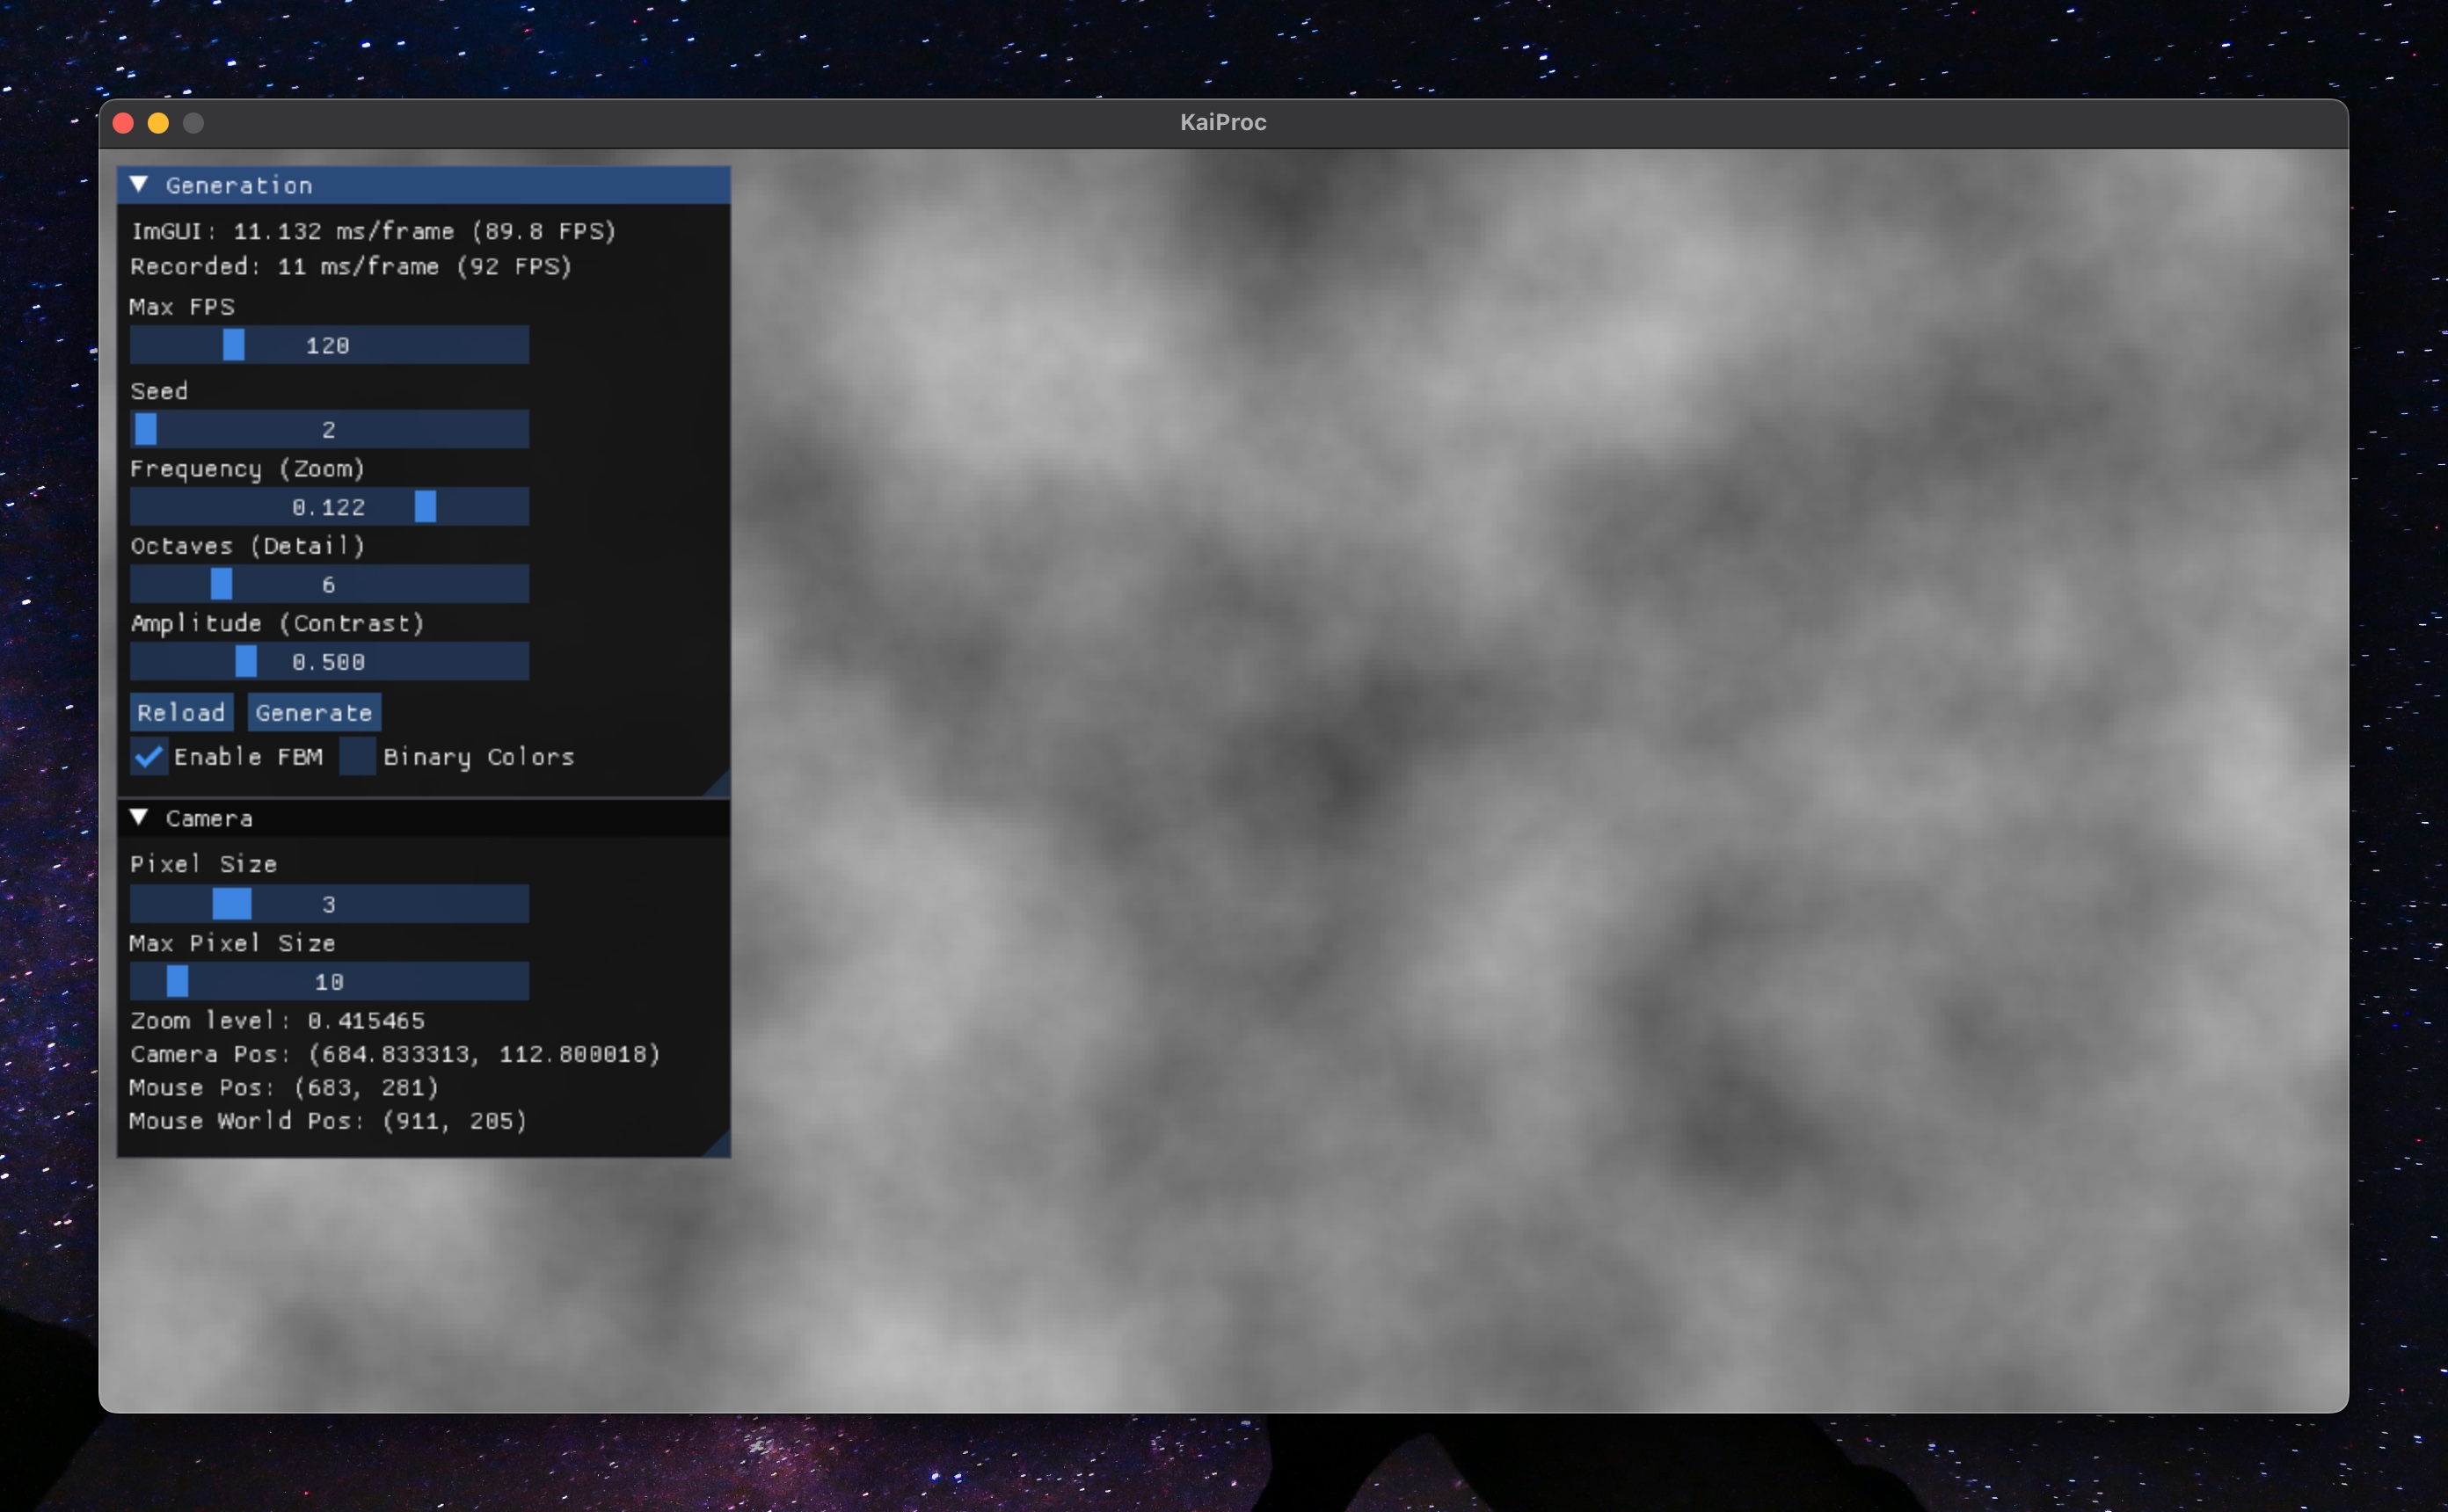 KaiProc
Generation
ImGUI: 11.132 ms/frame (89.8 FPS)
Recorded: 11 ms/frame (92 FPS)
Max FPS
120
Seed
2
Frequency (Zoom)
0.122
Octaves (Detail)
6
Amplitude (Contrast)
0.500
Reload Generate
Enable FBM Binary Colors
Camera
Pixel Size
3
Max Pixel Size
10
Zoom level: 0.415465
Camera Pos: (684.833313, 112.800018)
Mouse Pos: (683, 281)
Mouse World Pos: (911, 205)